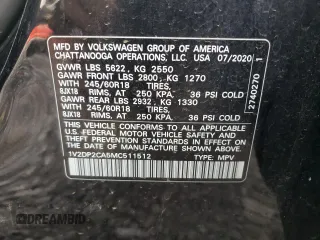 MFD BY VOLKSWAGEN GROUP OF AMERICA
CHATTANOOGA OPERATIONS, LLC. USA 07/2020
GVWR LBS 5622, KG 2550
GAWR FRONT LBS 2800, KG 1270
WITH 245/60R18 TIRES,
8JX18 RIMS, AT 250 KPA, 36 PSI COLD
GAWR REAR LBS 2932, KG 1330
WITH 245/60R18 TIRES,
8JX18 RIMS, AT 250 KPA, 36 PSI COLD
THIS VEHICLE CONFORMS TO ALL APPLICABLE
FEDERAL MOTOR VEHICLE SAFETY, BUMPER, AND
THEFT PREVENTION STANDARDS IN EFFECT ON
THE DATE OF MANUFACTURE SHOWN ABOVE
1V2DP2CA5MC511512 TYPE: MPV
2740270 1
AUTOBIDMASTER